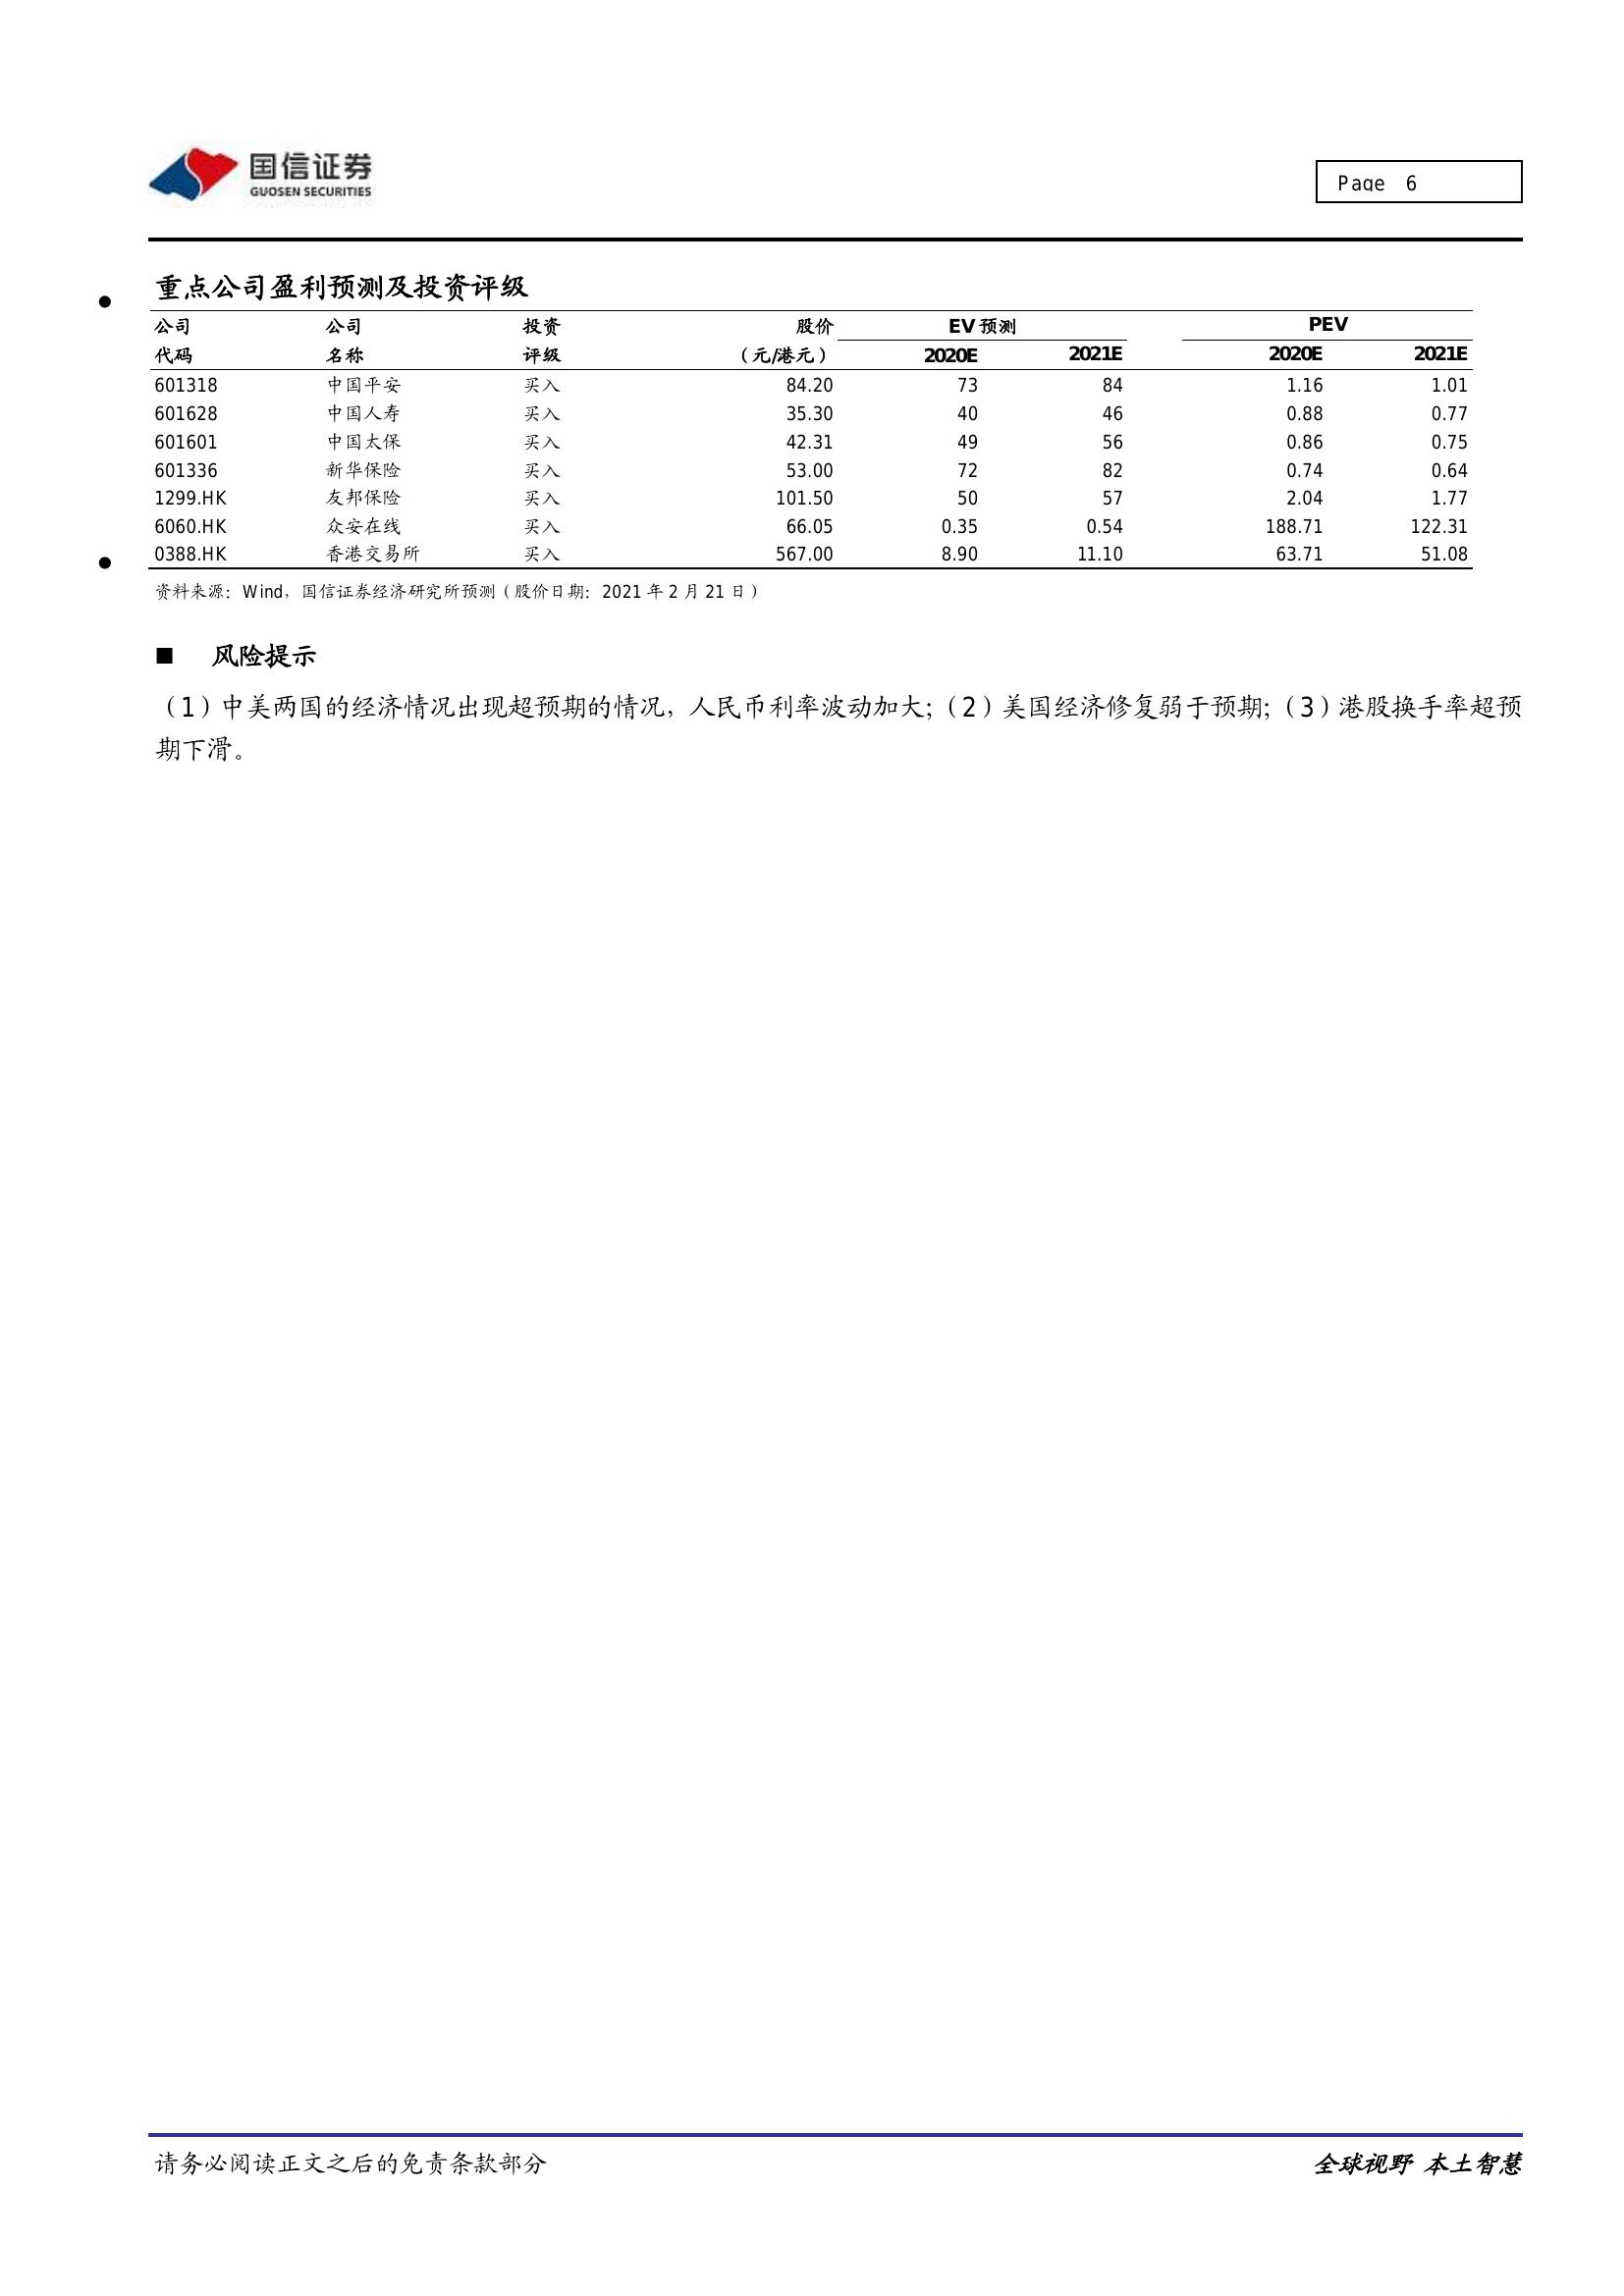 国信证券
GUOSEN SECURITIES
Page 6
重点公司盈利预测及投资评级
公司 公司 投资 股价 EV 预测 PEV
代码 名称 评级 （元/港元） 2020E 2021E 2020E 2021E
601318 中国平安 买入 84.20 73 84 1.16 1.01
601628 中国人寿 买入 35.30 40 46 0.88 0.77
601601 中国太保 买入 42.31 49 56 0.86 0.75
601336 新华保险 买入 53.00 72 82 0.74 0.64
1299.HK 友邦保险 买入 101.50 50 57 2.04 1.77
6060.HK 众安在线 买入 66.05 0.35 0.54 188.71 122.31
0388.HK 香港交易所 买入 567.00 8.90 11.10 63.71 51.08
资料来源：Wind，国信证券经济研究所预测（股价日期：2021 年 2 月 21 日）
■ 风险提示
（1）中美两国的经济情况出现超预期的情况，人民币利率波动加大；（2）美国经济修复弱于预期；（3）港股换手率超预
期下滑。
请务必阅读正文之后的免责条款部分 全球视野 本土智慧